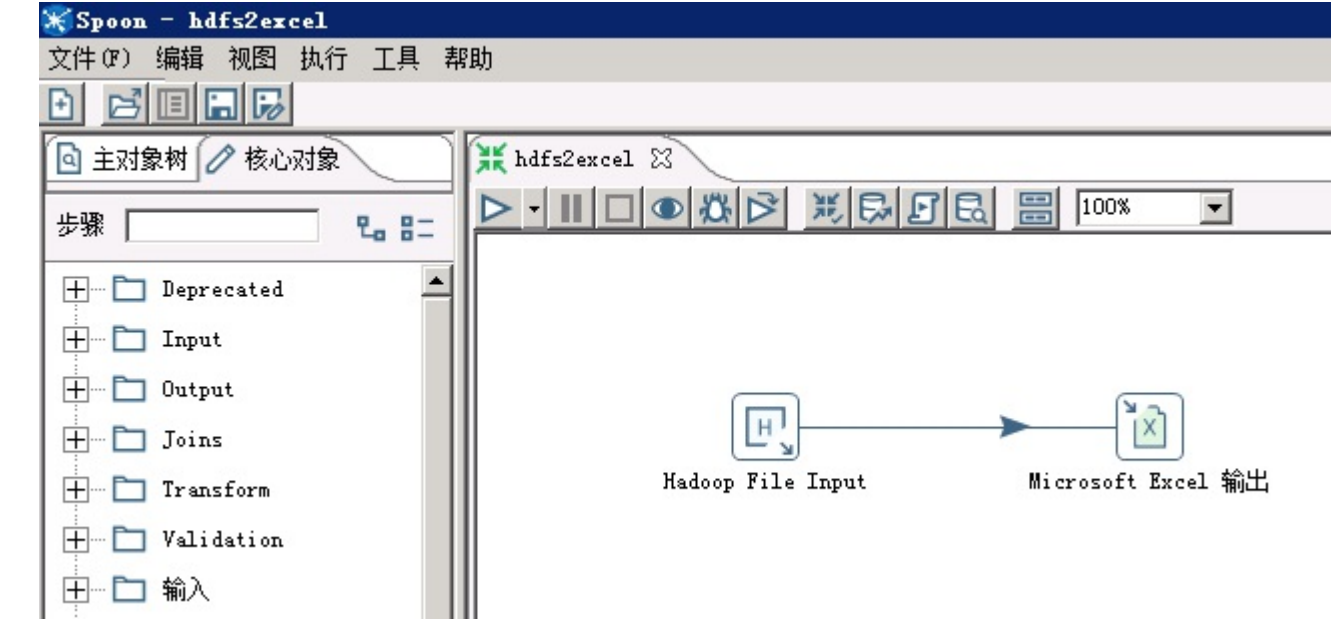 Spoon - hdfs2excel
文件(F) 编辑 视图 执行 工具 帮助
主对象树 核心对象
hdfs2excel
步骤
100%
Deprecated
Input
Output
Joins
Transform
Validation
输入
H
X
Hadoop File Input
Microsoft Excel 输出